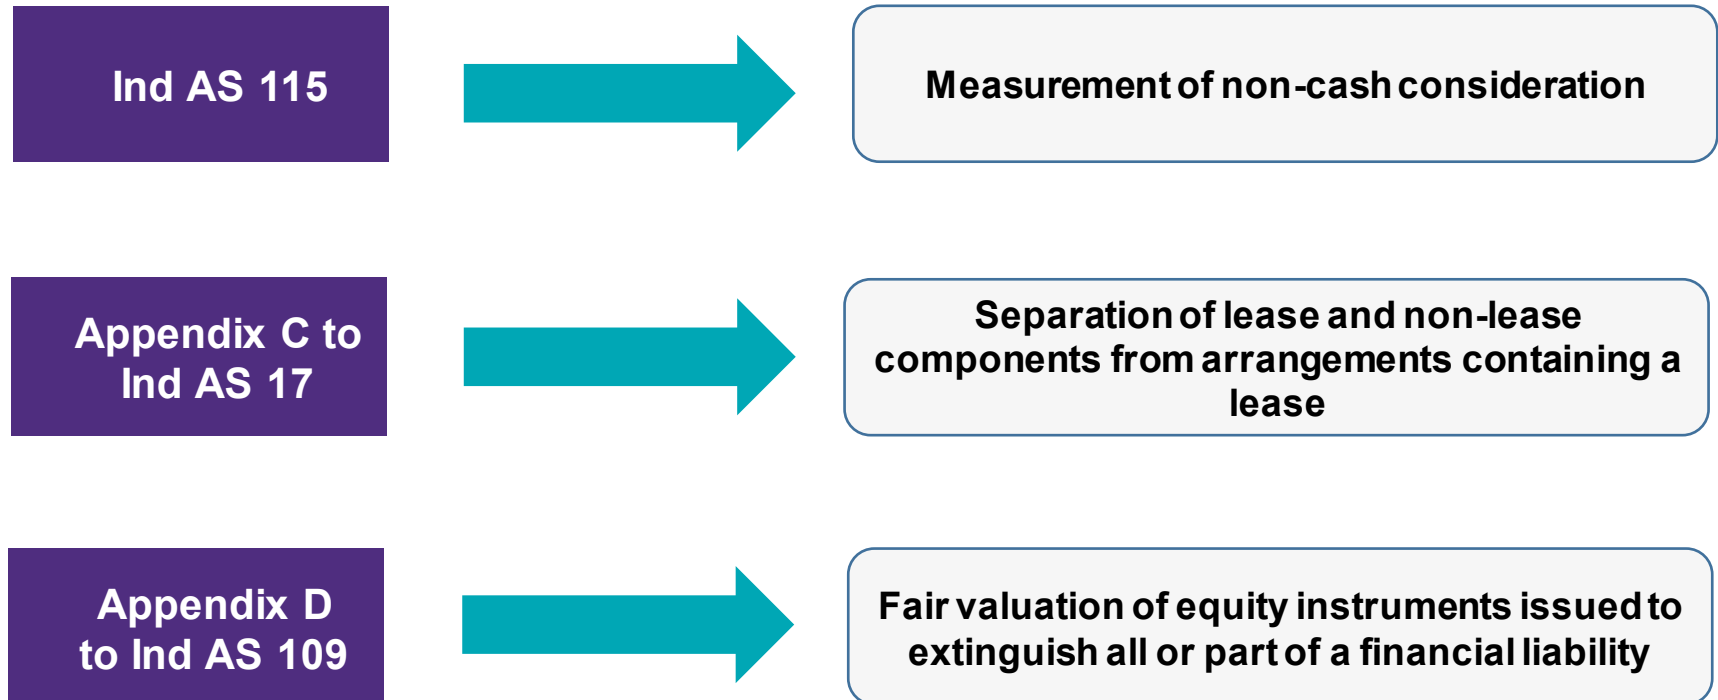 Ind AS 115
Measurement of non-cash consideration
Appendix C to
Ind AS 17
Separation of lease and non-lease
components from arrangements containing a
lease
Appendix D
to Ind AS 109
Fair valuation of equity instruments issued to
extinguish all or part of a financial liability